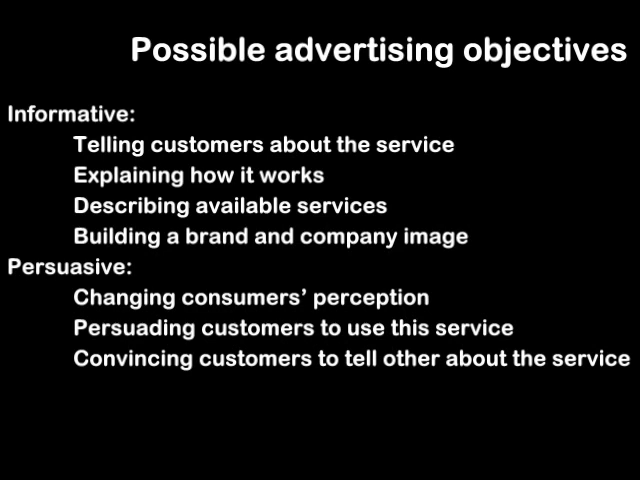 Possible advertising objectives
Informative:
Telling customers about the service
Explaining how it works
Describing available services
Building a brand and company image
Persuasive:
Changing consumers’ perception
Persuading customers to use this service
Convincing customers to tell other about the service